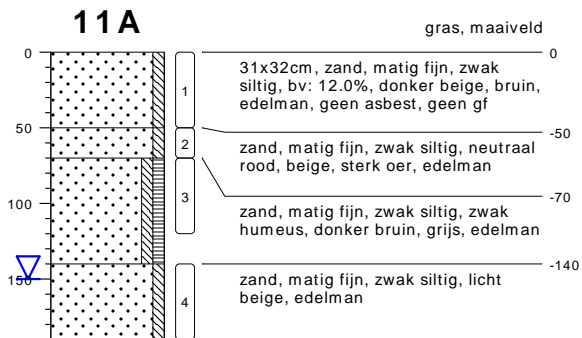 11A
gras, maaiveld
0
0
31x32cm, zand, matig fijn, zwak
siltig, bv: 12.0%, donker beige, bruin,
edelman, geen asbest, geen gf
1
50
-50
2
zand, matig fijn, zwak siltig, neutraal
rood, beige, sterk oer, edelman
3
100
-70
zand, matig fijn, zwak siltig, zwak
humeus, donker bruin, grijs, edelman
-140
150
zand, matig fijn, zwak siltig, licht
beige, edelman
4